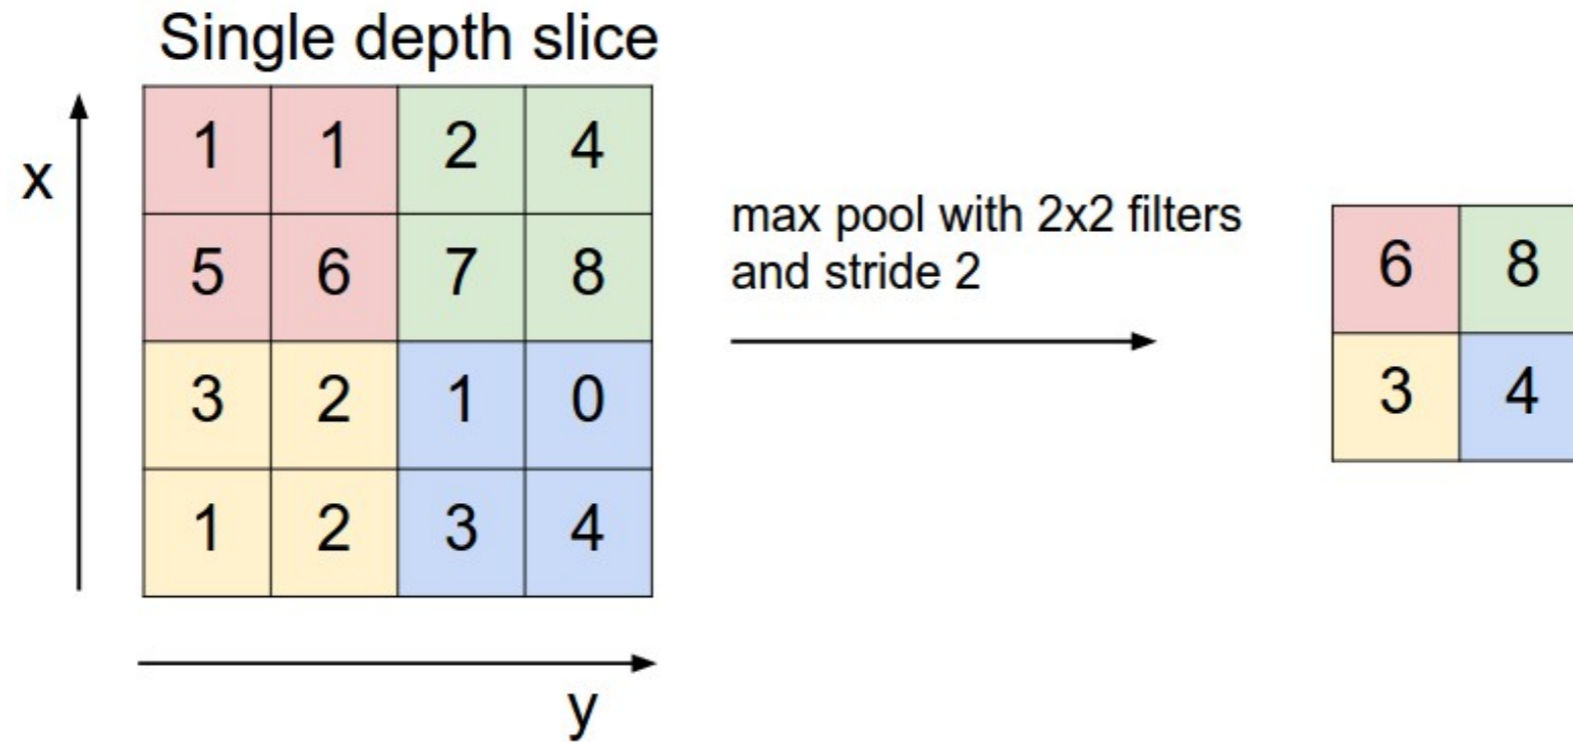 Single depth slice
x
1 1 2 4
5 6 7 8
3 2 1 0
1 2 3 4
y
max pool with 2x2 filters
and stride 2
6 8
3 4